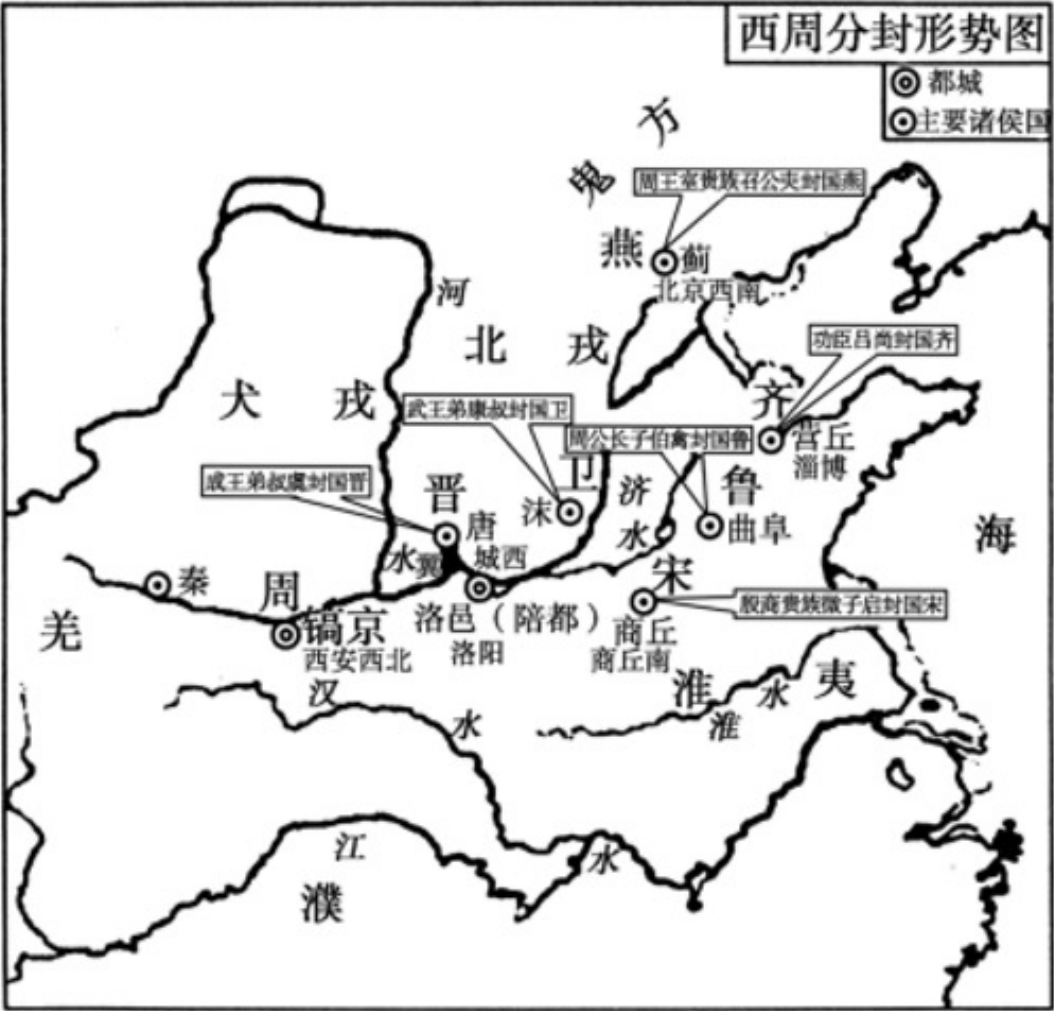 西周分封形势图
都城
主要诸侯国
鬼方
周王室贵族召公奭封国燕
燕
蓟
北京西南
河
北戎
功臣吕尚封国齐
犬戎
武王弟康叔封国卫
齐
周公长子伯禽封国鲁
营丘
淄博
成王弟叔虞封国晋
晋
卫
济水
鲁
沫
唐
曲阜
海
水
翼
城西
秦
周
宋
殷商贵族微子启封国宋
羌
镐京
西安西北
洛邑(陪都)
洛阳
商丘
商丘南
汉水
淮夷
淮水
江水
濮